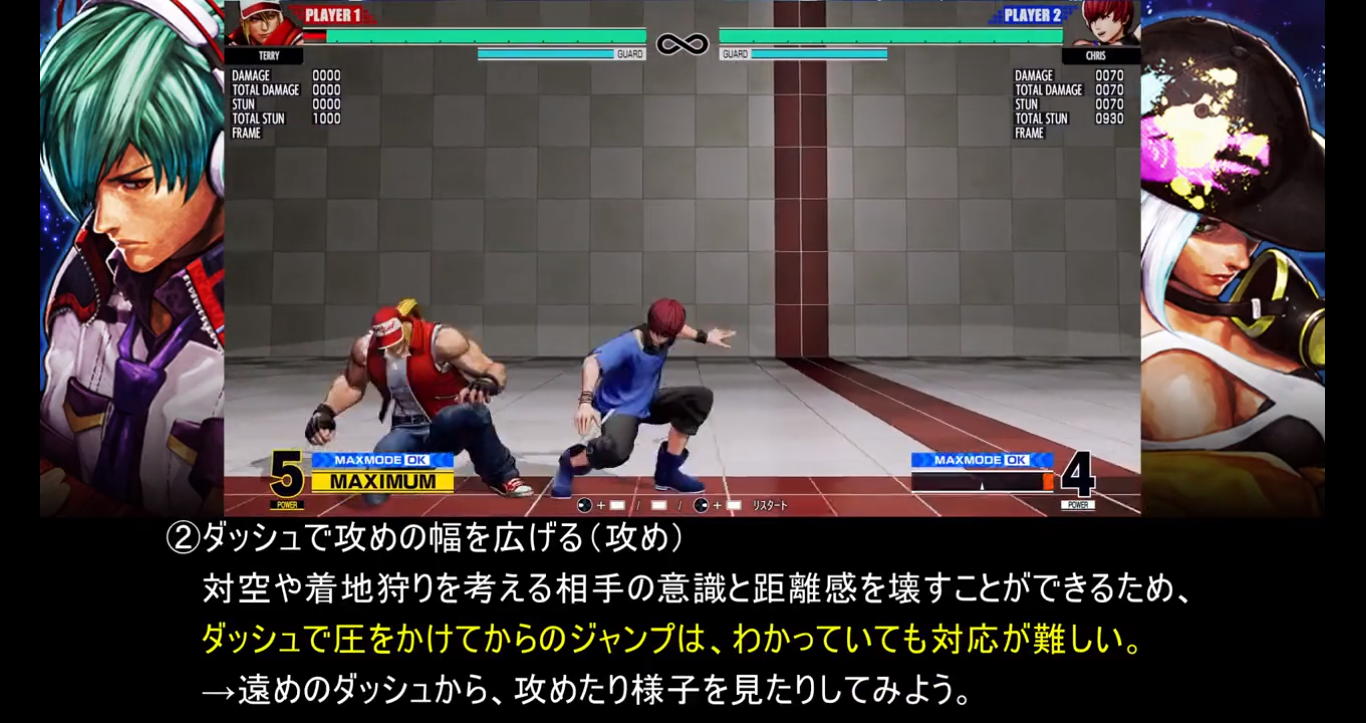 PLAYER 1
PLAYER 2
TERRY
GUARD
GUARD
CHRIS
DAMAGE 0000
TOTAL DAMAGE 0000
STUN 0000
TOTAL STUN 1000
FRAME
DAMAGE 0070
TOTAL DAMAGE 0070
STUN 0070
TOTAL STUN 0930
FRAME
5
POWER
MAXMODE OK
MAXIMUM
MAXMODE OK
4
POWER
+ / / + リスタート
②ダッシュで攻めの幅を広げる（攻め）
対空や着地狩りを考える相手の意識と距離感を壊すことができるため、
ダッシュで圧をかけてからのジャンプは、わかっていても対応が難しい。
→遠めのダッシュから、攻めたり様子を見たりしてみよう。